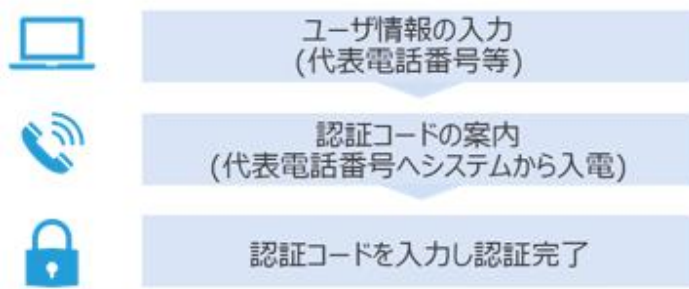 ユーザ情報の入力
(代表電話番号等)
認証コードの案内
(代表電話番号へシステムから入電)
認証コードを入力し認証完了